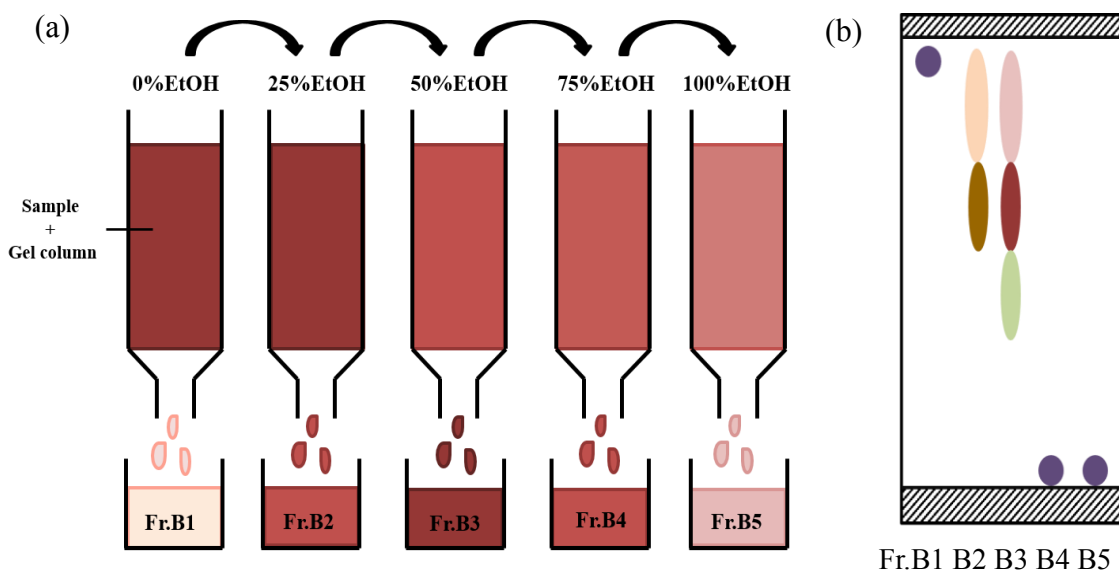 (a)
0%EtOH 25%EtOH 50%EtOH 75%EtOH 100%EtOH
Sample
+
Gel column
Fr.B1 Fr.B2 Fr.B3 Fr.B4 Fr.B5
(b)
Fr.B1 B2 B3 B4 B5